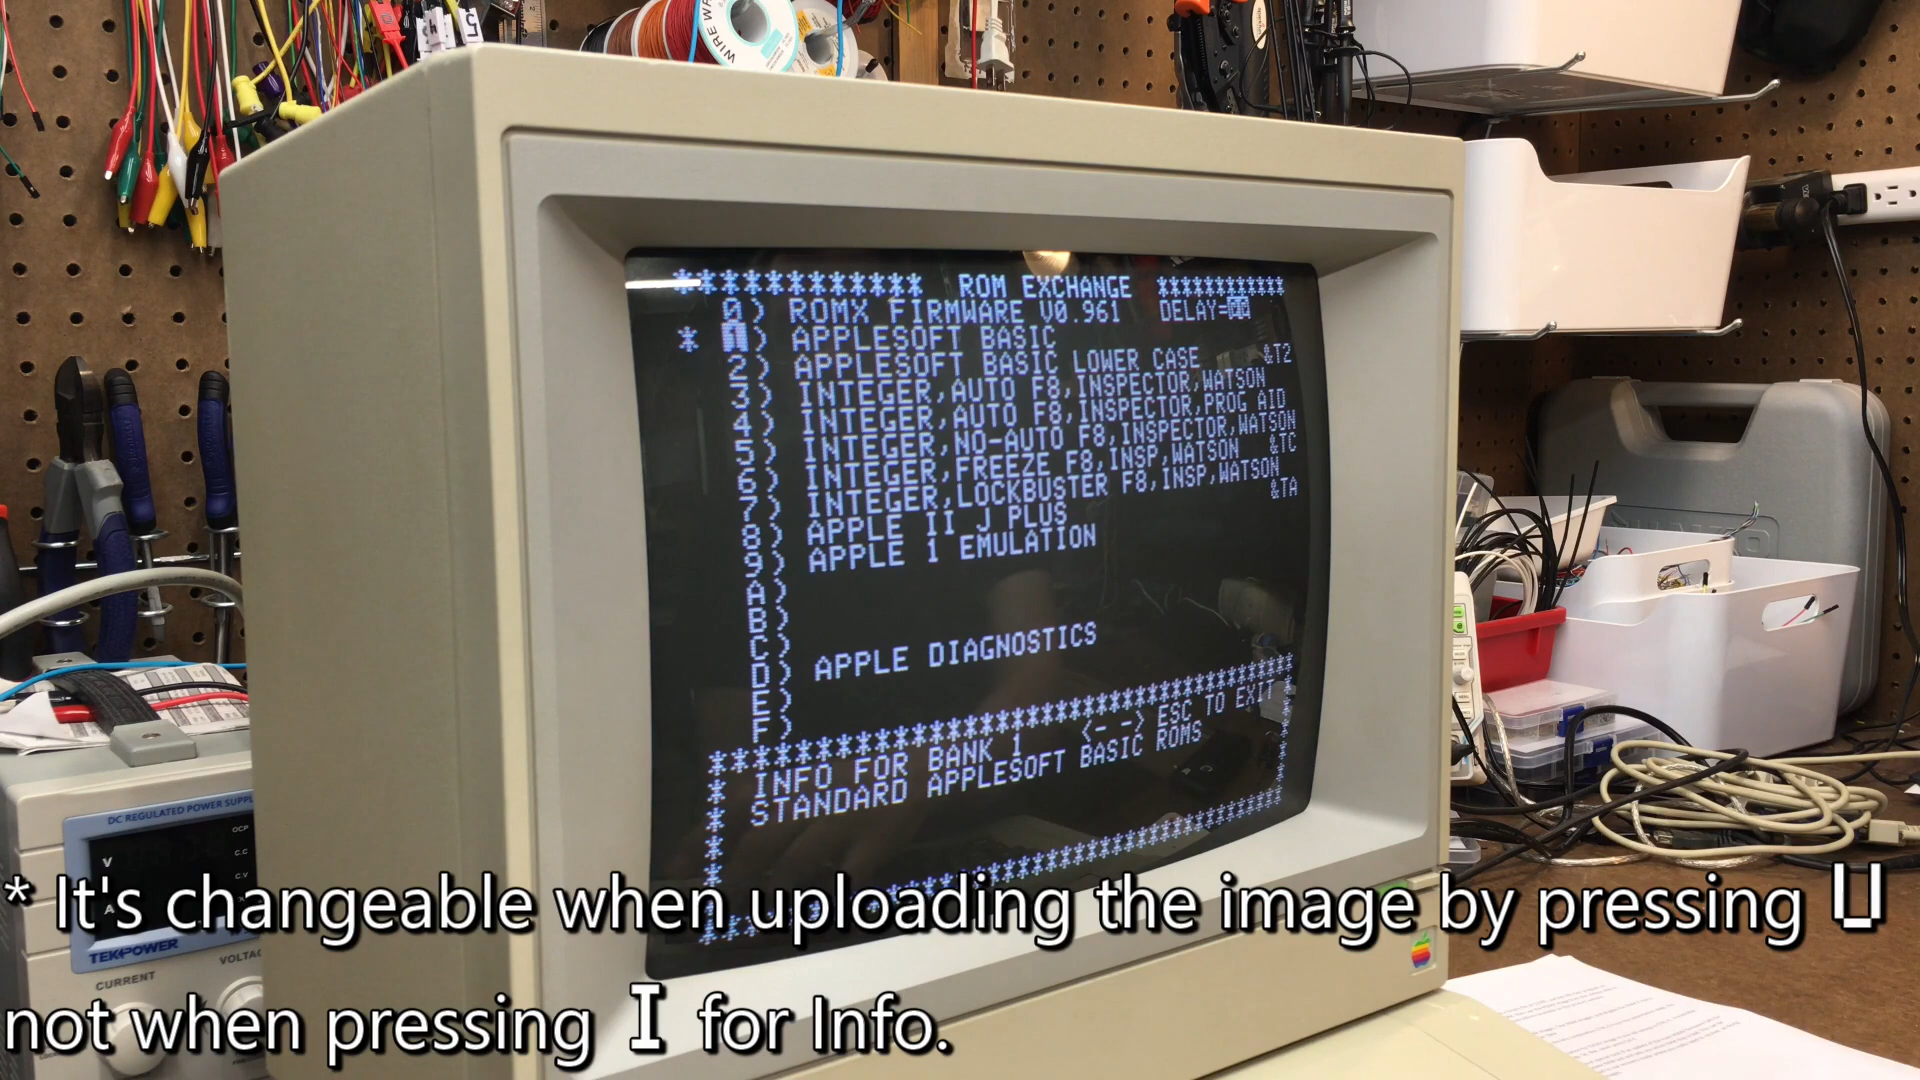 WIRE WR
************ ROM EXCHANGE ************
0) ROMX FIRMWARE V0.961 DELAY=
* ) APPLESOFT BASIC
2) APPLESOFT BASIC LOWER CASE &T2
3) INTEGER,AUTO F8,INSPECTOR,WATSON
4) INTEGER,AUTO F8,INSPECTOR,PROG AID
5) INTEGER,NO-AUTO F8,INSPECTOR,WATSON
6) INTEGER,FREEZE F8,INSP,WATSON &TC
7) INTEGER,LOCKBUSTER F8,INSP,WATSON
8) APPLE II J PLUS &TA
9) APPLE 1 EMULATION
A)
B)
C)
D) APPLE DIAGNOSTICS
E)
F)
INFO FOR BANK 1 <- -> ESC TO EXIT
STANDARD APPLESOFT BASIC ROMS
DC REGULATED POWER SUPPL
OCP
C.C
C.V
V
A
TEKPOWER
CURRENT
VOLTAG
* It's changeable when uploading the image by pressing U
not when pressing I for Info.